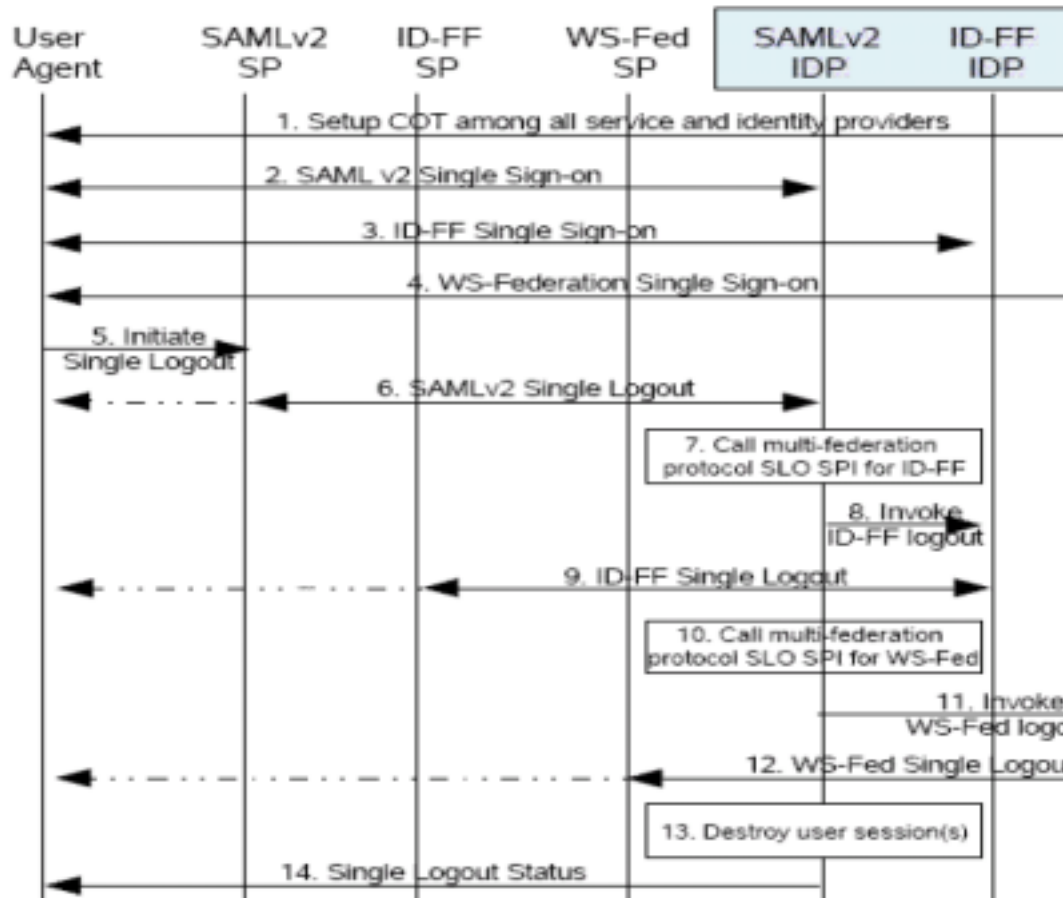 User Agent
SAMLv2 SP
ID-FF SP
WS-Fed SP
SAMLv2 IDP
ID-FF IDP
1. Setup COT among all service and identity providers
2. SAML v2 Single Sign-on
3. ID-FF Single Sign-on
4. WS-Federation Single Sign-on
5. Initiate
Single Logout
6. SAMLv2 Single Logout
7. Call multi-federation
protocol SLO SPI for ID-FF
8. Invoke
ID-FF logout
9. ID-FF Single Logout
10. Call multi-federation
protocol SLO SPI for WS-Fed
11. Invoke
WS-Fed logo
12. WS-Fed Single Logou
13. Destroy user session(s)
14. Single Logout Status